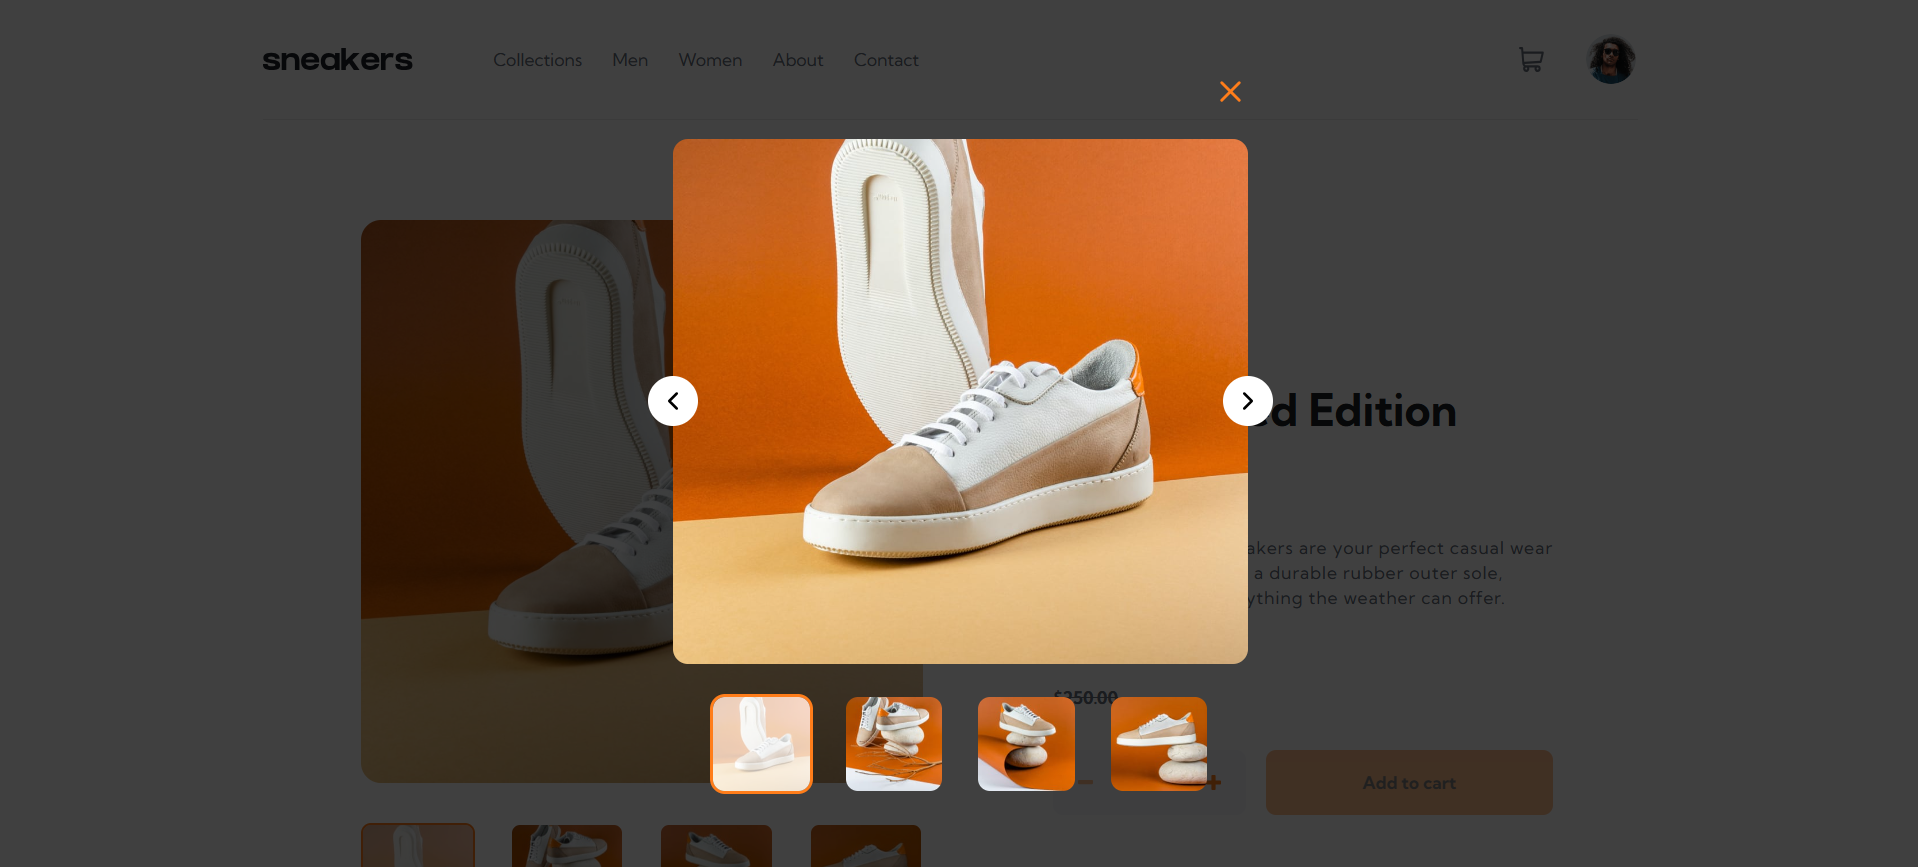 sneakers Collections Men Women About Contact
ed Edition
akers are your perfect casual wear
a durable rubber outer sole,
ything the weather can offer.
$250.00
Add to cart